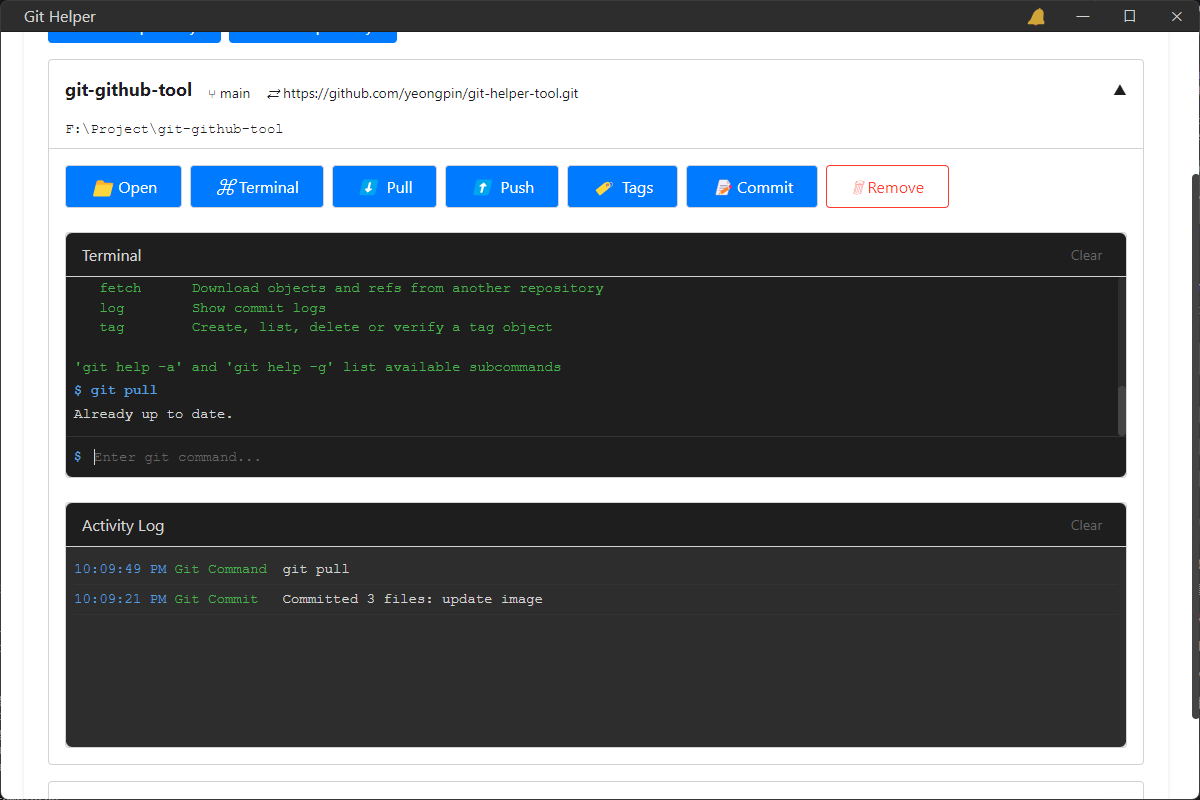 Git Helper
git-github-tool main https://github.com/yeongpin/git-helper-tool.git
F:\Project\git-github-tool
Open Terminal Pull Push Tags Commit Remove
Terminal Clear
fetch Download objects and refs from another repository
log Show commit logs
tag Create, list, delete or verify a tag object
'git help -a' and 'git help -g' list available subcommands
$ git pull
Already up to date.
$ Enter git command...
Activity Log Clear
10:09:49 PM Git Command git pull
10:09:21 PM Git Commit Committed 3 files: update image